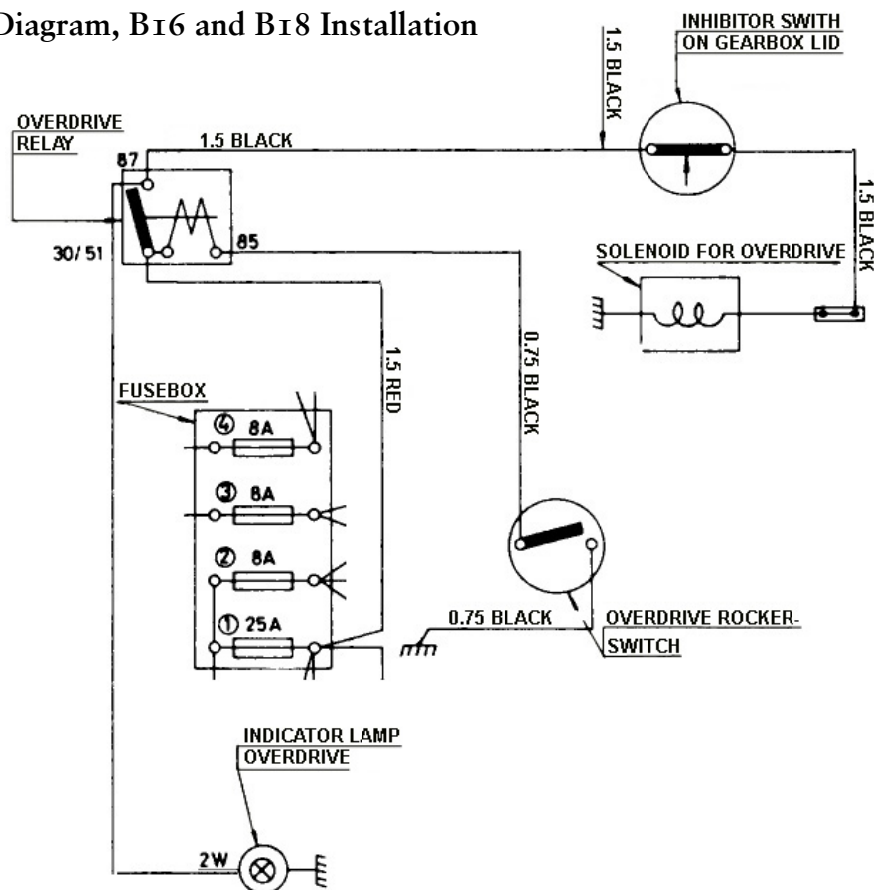 Diagram, B16 and B18 Installation
INHIBITOR SWITH
ON GEARBOX LID
1.5 BLACK
OVERDRIVE
RELAY
87
1.5 BLACK
1.5 BLACK
30/51
85
SOLENOID FOR OVERDRIVE
0.75 BLACK
1.5 RED
FUSEBOX
4 8A
3 8A
2 8A
1 25A
0.75 BLACK
OVERDRIVE ROCKER-
SWITCH
INDICATOR LAMP
OVERDRIVE
2W